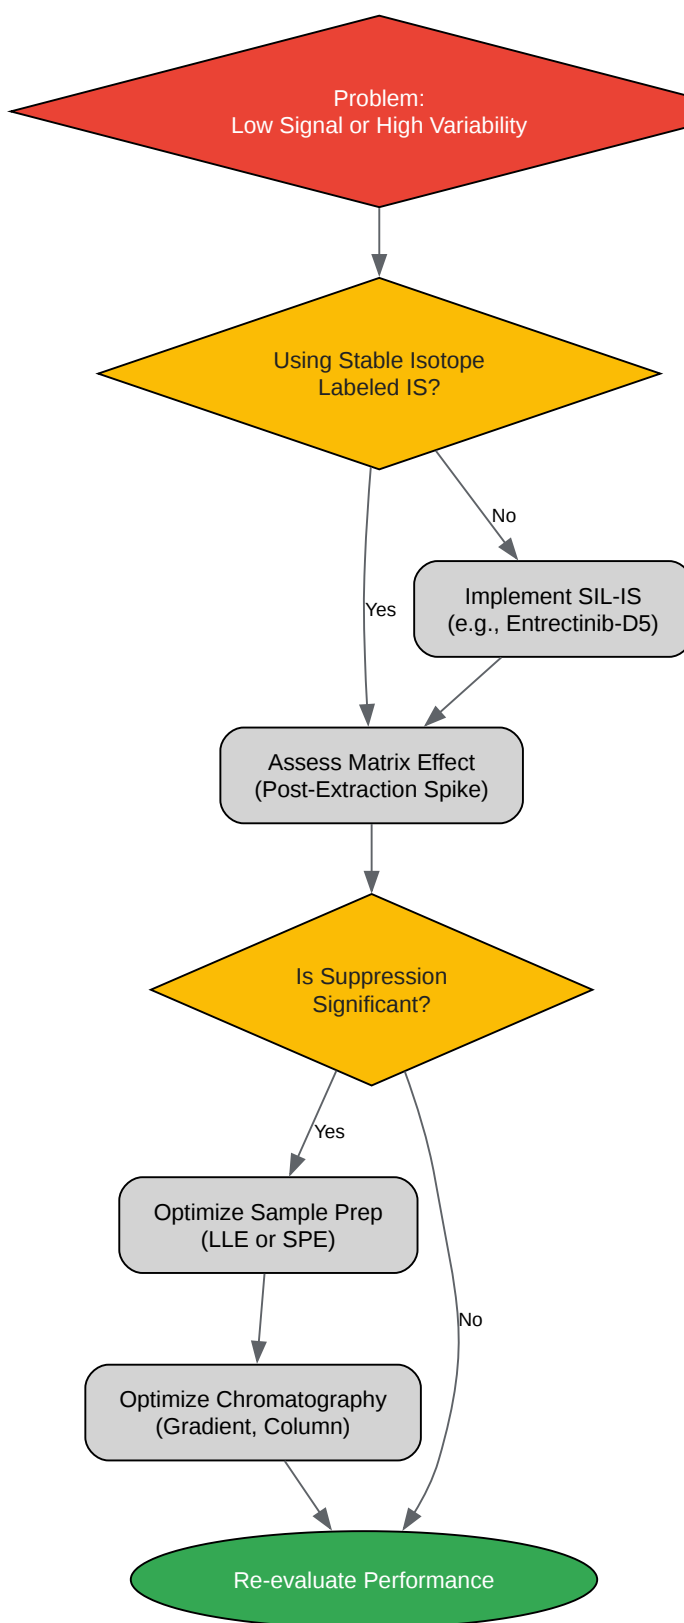 Problem:
Low Signal or High Variability
Using Stable Isotope
Labeled IS?
No
Implement SIL-IS
(e.g., Entrectinib-D5)
Yes
Assess Matrix Effect
(Post-Extraction Spike)
Is Suppression
Significant?
Yes
Optimize Sample Prep
(LLE or SPE)
No
Optimize Chromatography
(Gradient, Column)
Re-evaluate Performance